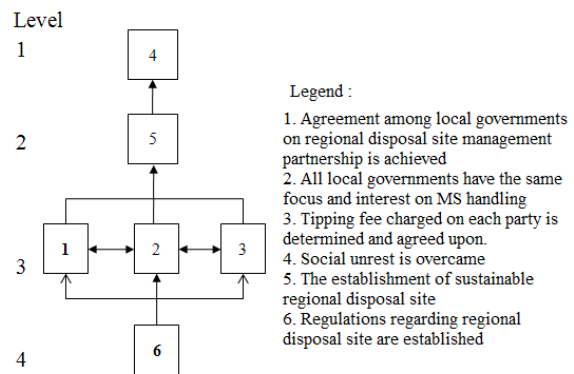 Level
1
4
2
5
3
1
2
3
4
6
Legend :
1. Agreement among local governments
on regional disposal site management
partnership is achieved
2. All local governments have the same
focus and interest on MS handling
3. Tipping fee charged on each party is
determined and agreed upon.
4. Social unrest is overcome
5. The establishment of sustainable
regional disposal site
6. Regulations regarding regional
disposal site are established